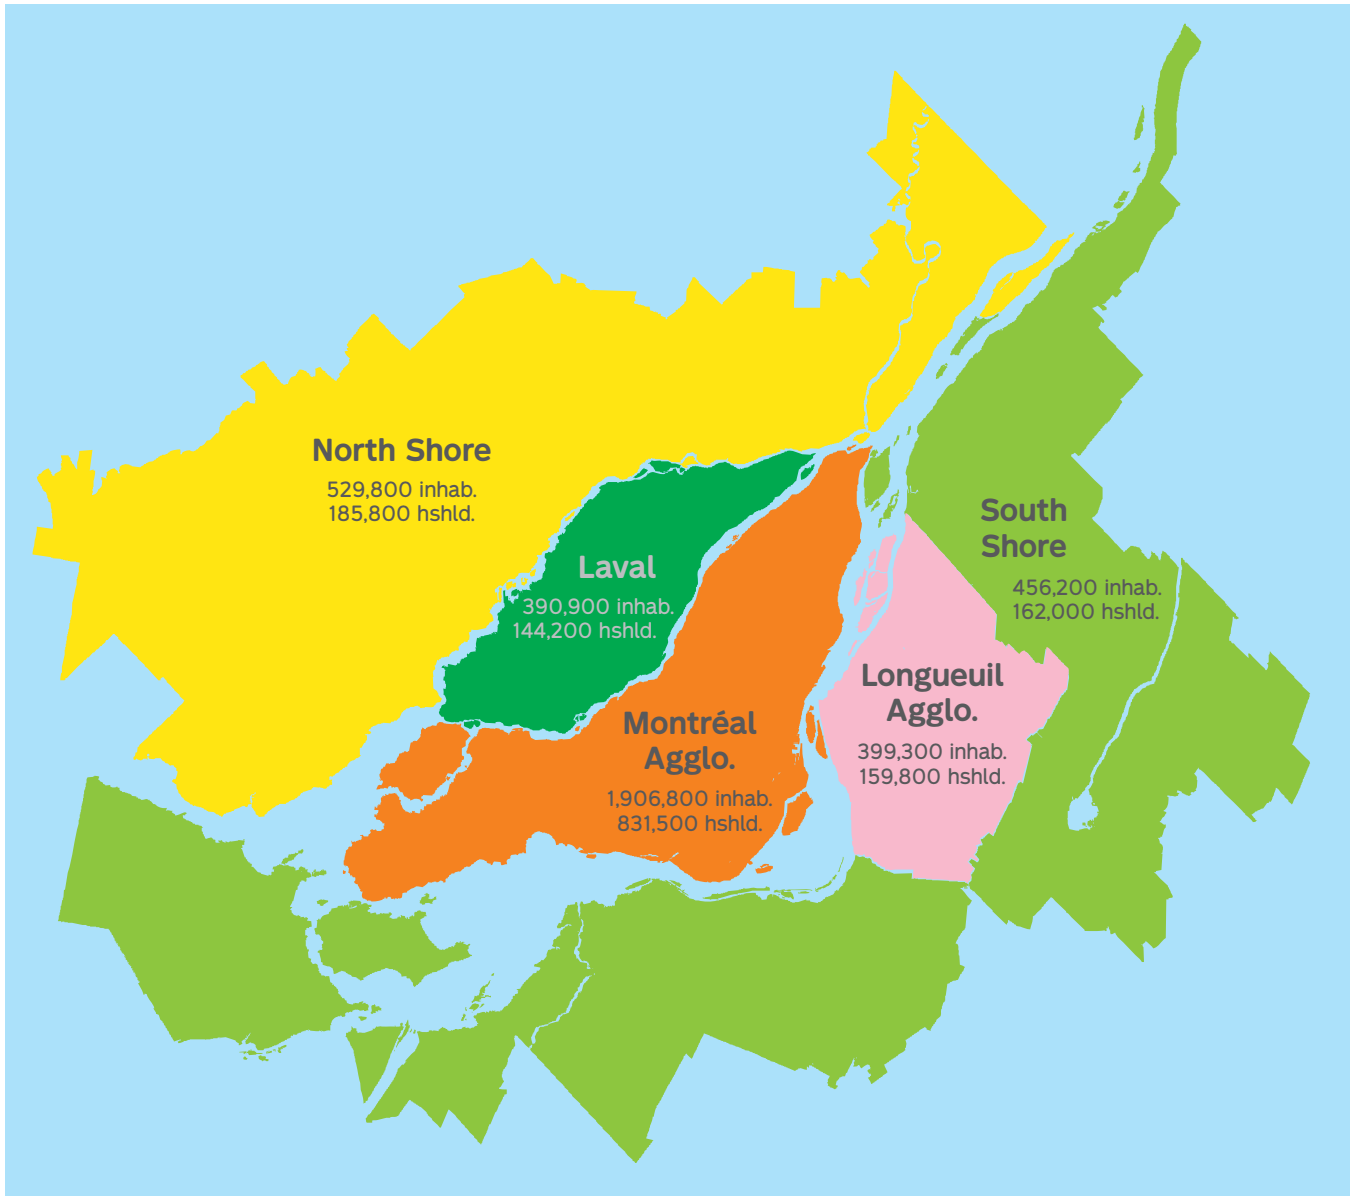 North Shore
529,800 inhab.
185,800 hshld.
Laval
390,900 inhab.
144,200 hshld.
South
Shore
456,200 inhab.
162,000 hshld.
Montréal
Agglo.
1,906,800 inhab.
831,500 hshld.
Longueuil
Agglo.
399,300 inhab.
159,800 hshld.